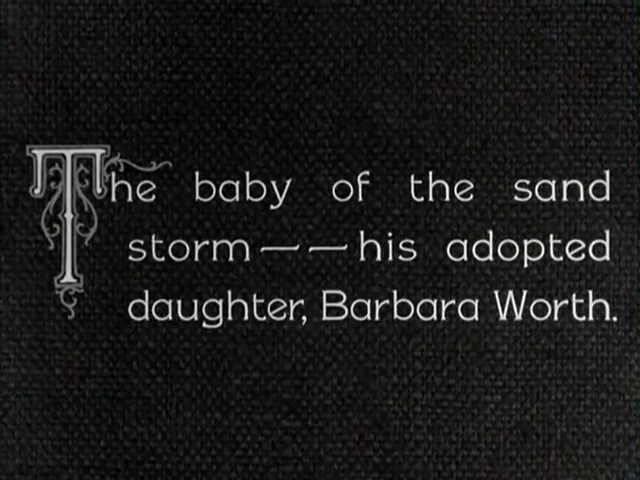 The baby of the sand
storm — — his adopted
daughter, Barbara Worth.